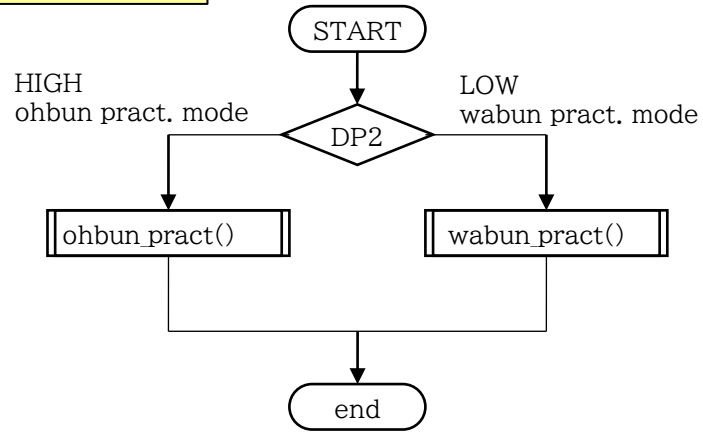 START
HIGH
ohbun pract. mode
LOW
wabun pract. mode
DP2
ohbun_pract()
wabun_pract()
end